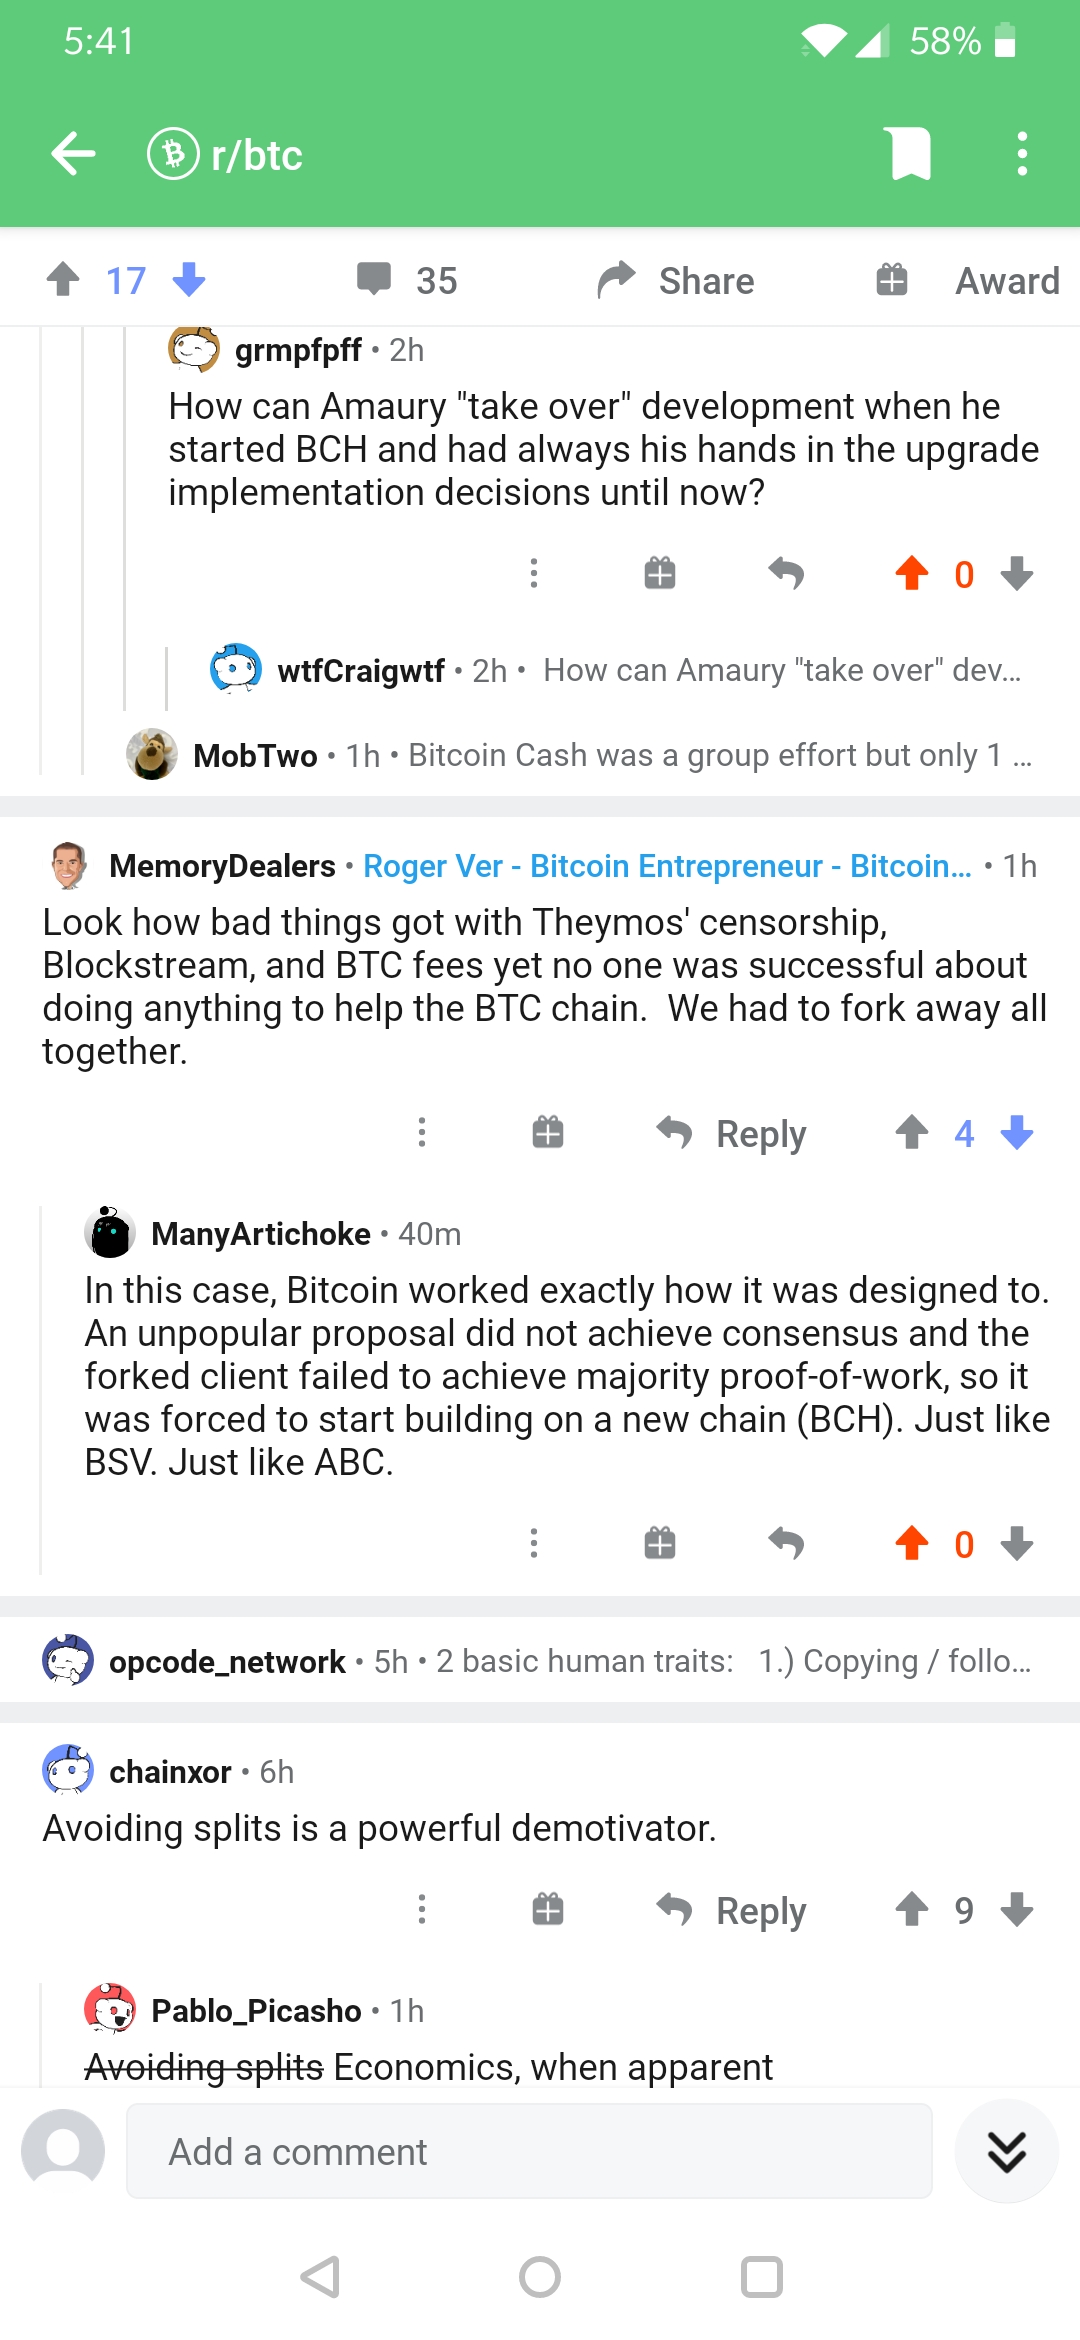 5:41
58%
r/btc
17
35
Share
Award
grmpfpff • 2h
How can Amaury "take over" development when he
started BCH and had always his hands in the upgrade
implementation decisions until now?
0
wtfCraigwtf • 2h • How can Amaury "take over" dev...
MobTwo • 1h • Bitcoin Cash was a group effort but only 1 ...
MemoryDealers • Roger Ver - Bitcoin Entrepreneur - Bitcoin... • 1h
Look how bad things got with Theymos' censorship,
Blockstream, and BTC fees yet no one was successful about
doing anything to help the BTC chain.  We had to fork away all
together.
Reply
4
ManyArtichoke • 40m
In this case, Bitcoin worked exactly how it was designed to.
An unpopular proposal did not achieve consensus and the
forked client failed to achieve majority proof-of-work, so it
was forced to start building on a new chain (BCH). Just like
BSV. Just like ABC.
0
opcode_network • 5h • 2 basic human traits:  1.) Copying / follo...
chainxor • 6h
Avoiding splits is a powerful demotivator.
Reply
9
Pablo_Picasho • 1h
Avoiding splits Economics, when apparent
Add a comment